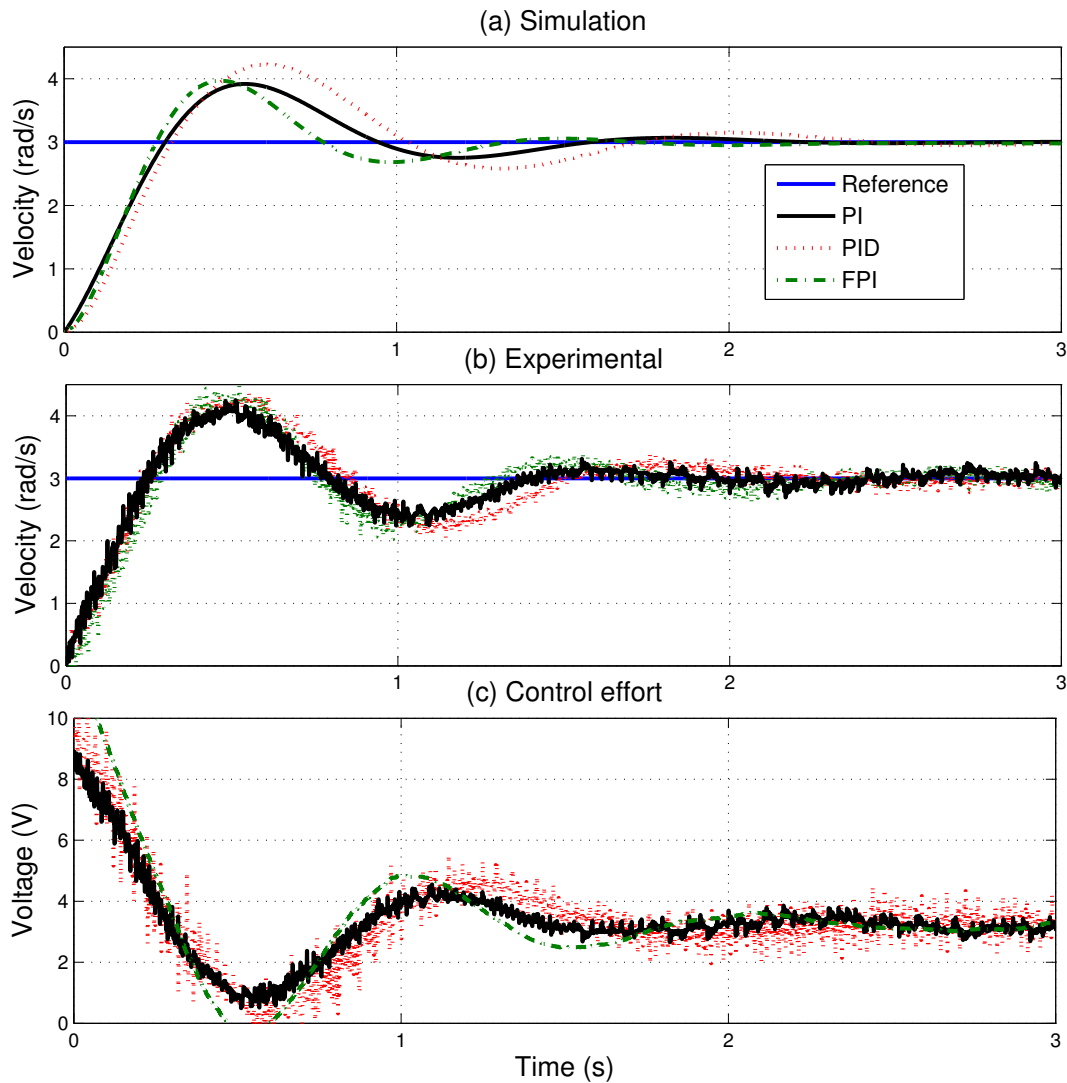 (a) Simulation
Velocity (rad/s)
4
3
2
1
0
0 1 2 3
Reference
PI
PID
FPI
(b) Experimental
Velocity (rad/s)
4
3
2
1
0
0 1 2 3
(c) Control effort
Voltage (V)
10
8
6
4
2
0
0 1 2 3
Time (s)